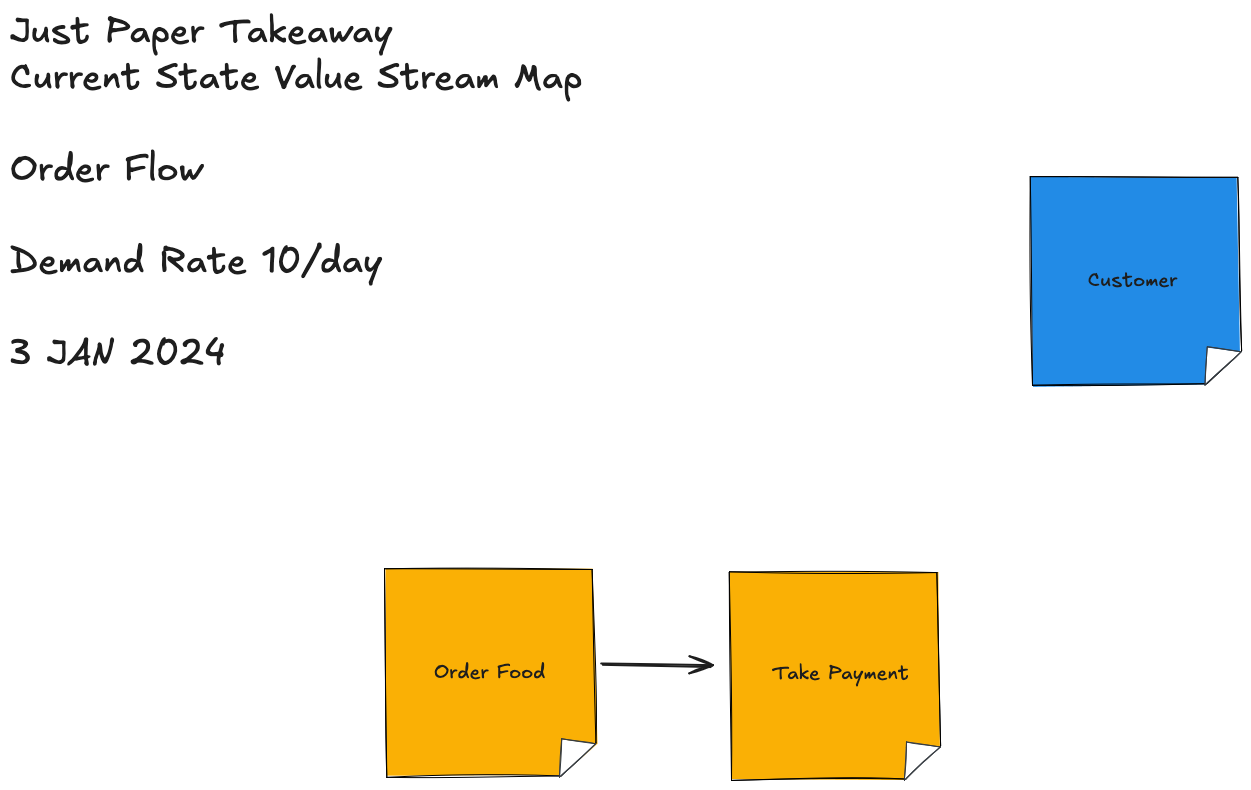 Just Paper Takeaway
Current State Value Stream Map
Order Flow
Demand Rate 10/day
3 JAN 2024
Customer
Order Food
Take Payment